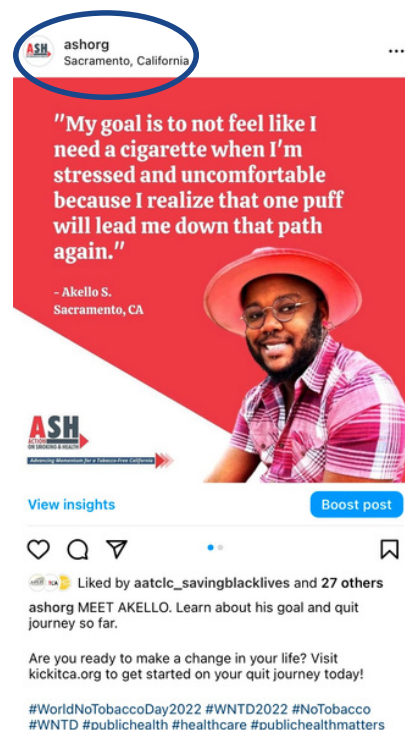 ASH
ashorg
Sacramento, California
"My goal is to not feel like I
need a cigarette when I'm
stressed and uncomfortable
because I realize that one puff
will lead me down that path
again."
- Akello S.
Sacramento, CA
ASH
ACTION
ON SMOKING & HEALTH
Advancing Momentum for a Tobacco-Free California
View insights
Boost post
Liked by aatclc_savingblacklives and 27 others
ashorg MEET AKELLO. Learn about his goal and quit
journey so far.
Are you ready to make a change in your life? Visit
kickitca.org to get started on your quit journey today!
#WorldNoTobaccoDay2022 #WNTD2022 #NoTobacco
#WNTD #publichealth #healthcare #publichealthmatters